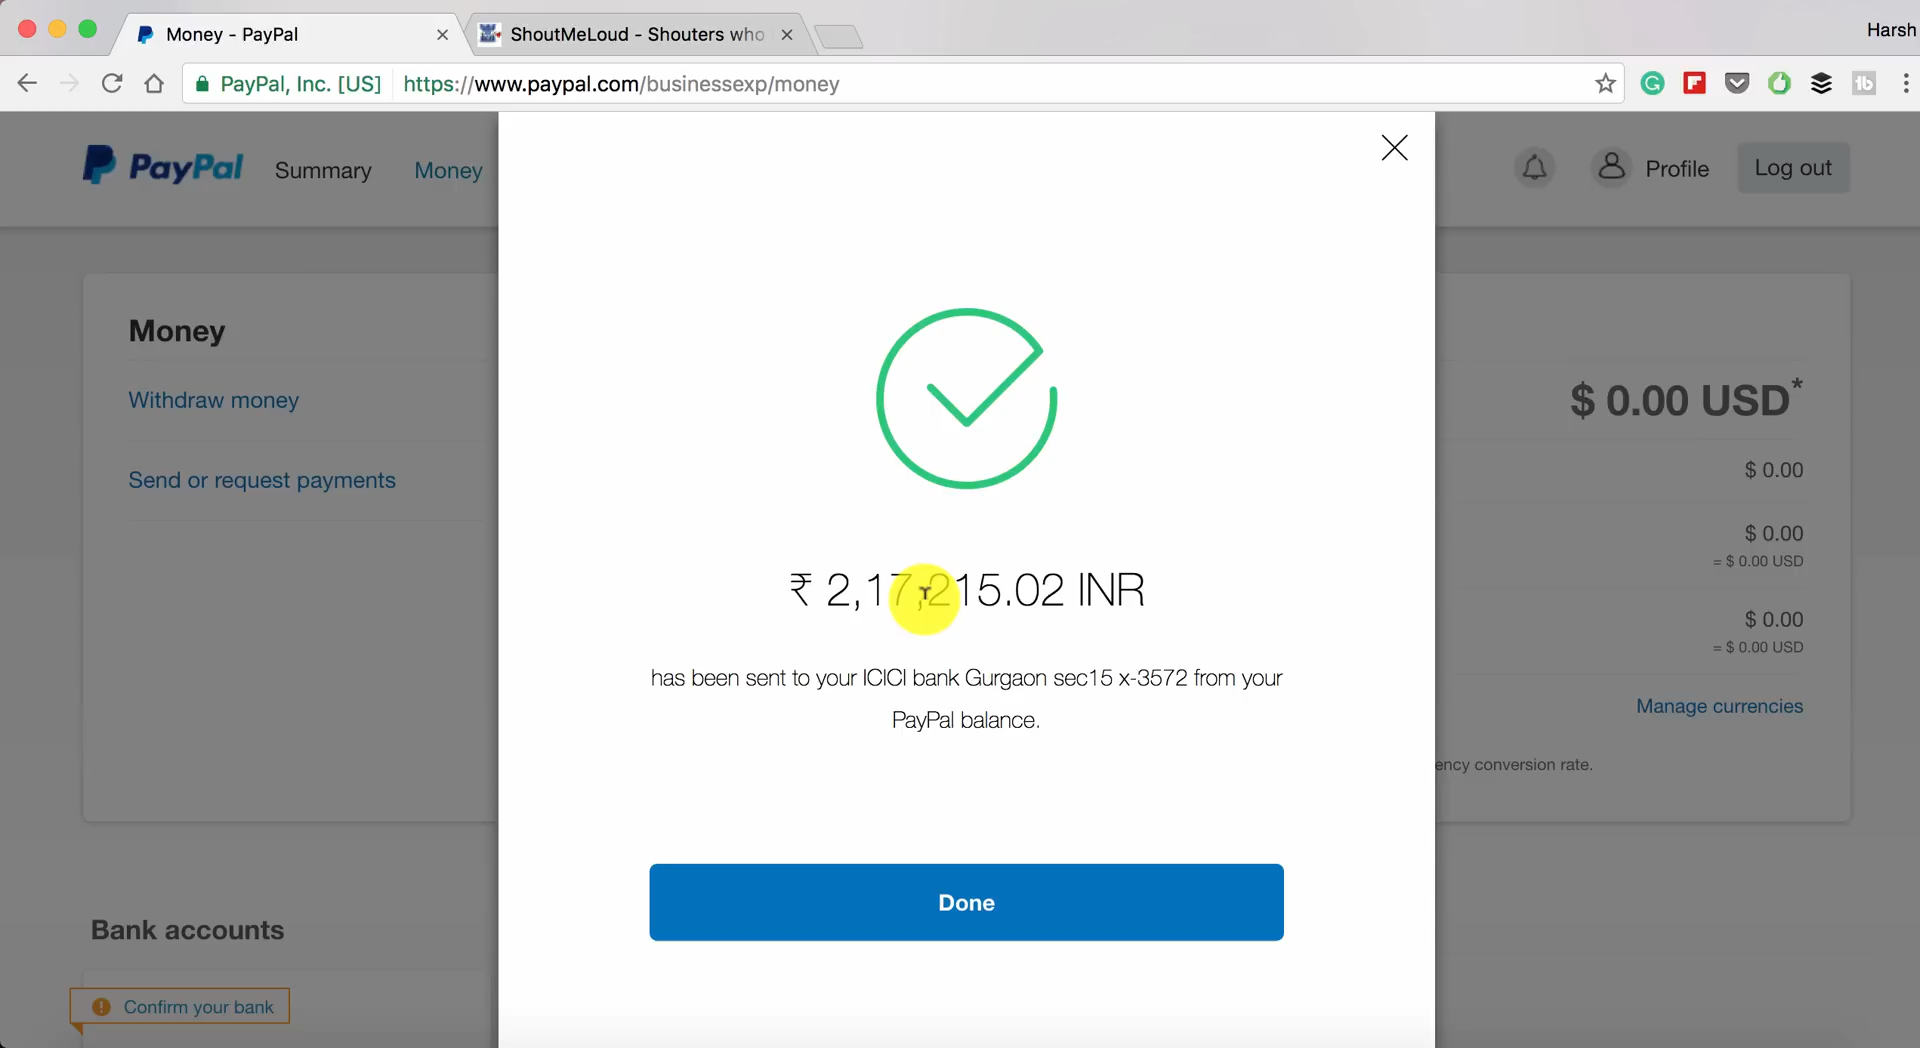 Money - PayPal
ShoutMeLoud - Shouters who
Harsh
PayPal, Inc. [US]
https://www.paypal.com/businessexp/money
PayPal
Summary
Money
Profile
Log out
Money
Withdraw money
Send or request payments
₹ 2,17,215.02 INR
has been sent to your ICICI bank Gurgaon sec15 x-3572 from your
PayPal balance.
Done
$ 0.00 USD*
$ 0.00
$ 0.00
= $ 0.00 USD
$ 0.00
= $ 0.00 USD
Manage currencies
ency conversion rate.
Bank accounts
Confirm your bank